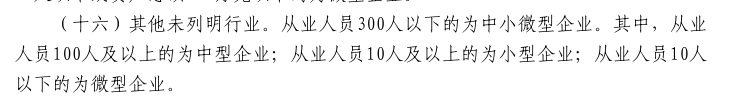 （十六）其他未列明行业。从业人员300人以下的为中小微型企业。其中，从业
人员100人及以上的为中型企业；从业人员10人及以上的为小型企业；从业人员10人
以下的为微型企业。